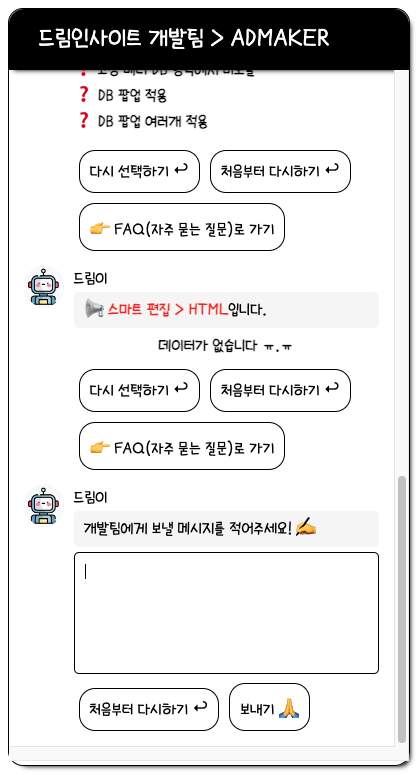 드림인사이트 개발팀 > ADMAKER
❓ DB 팝업 적용
❓ DB 팝업 여러개 적용
다시 선택하기 ↩ 처음부터 다시하기 ↩
👉 FAQ(자주 묻는 질문)로 가기
드림이
📢 스마트 편집 > HTML입니다.
데이터가 없습니다 ㅠ.ㅠ
다시 선택하기 ↩ 처음부터 다시하기 ↩
👉 FAQ(자주 묻는 질문)로 가기
드림이
개발팀에게 보낼 메시지를 적어주세요! ✍
처음부터 다시하기 ↩ 보내기 🙏